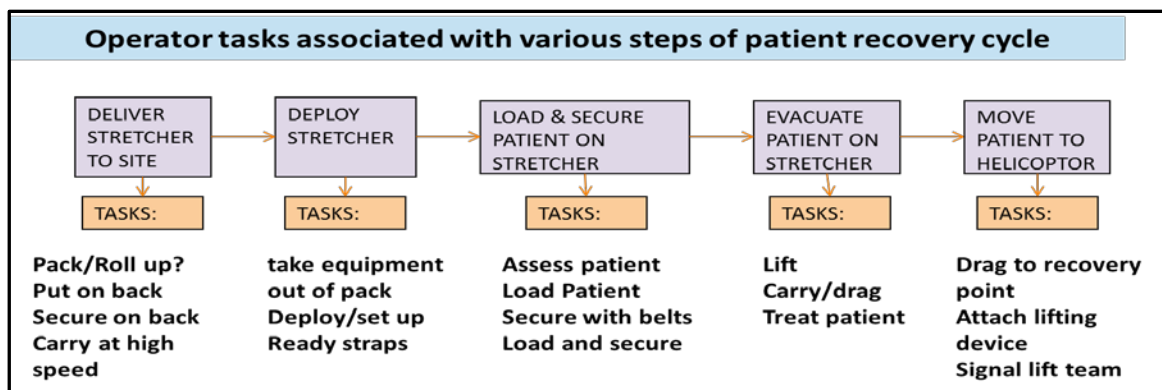 Operator tasks associated with various steps of patient recovery cycle
DELIVER
STRETCHER
TO SITE
DEPLOY
STRETCHER
LOAD & SECURE
PATIENT ON
STRETCHER
EVACUATE
PATIENT ON
STRETCHER
MOVE
PATIENT TO
HELICOPTOR
TASKS:
TASKS:
TASKS:
TASKS:
TASKS:
Pack/Roll up?
Put on back
Secure on back
Carry at high
speed
take equipment
out of pack
Deploy/set up
Ready straps
Assess patient
Load Patient
Secure with belts
Load and secure
Lift
Carry/drag
Treat patient
Drag to recovery
point
Attach lifting
device
Signal lift team